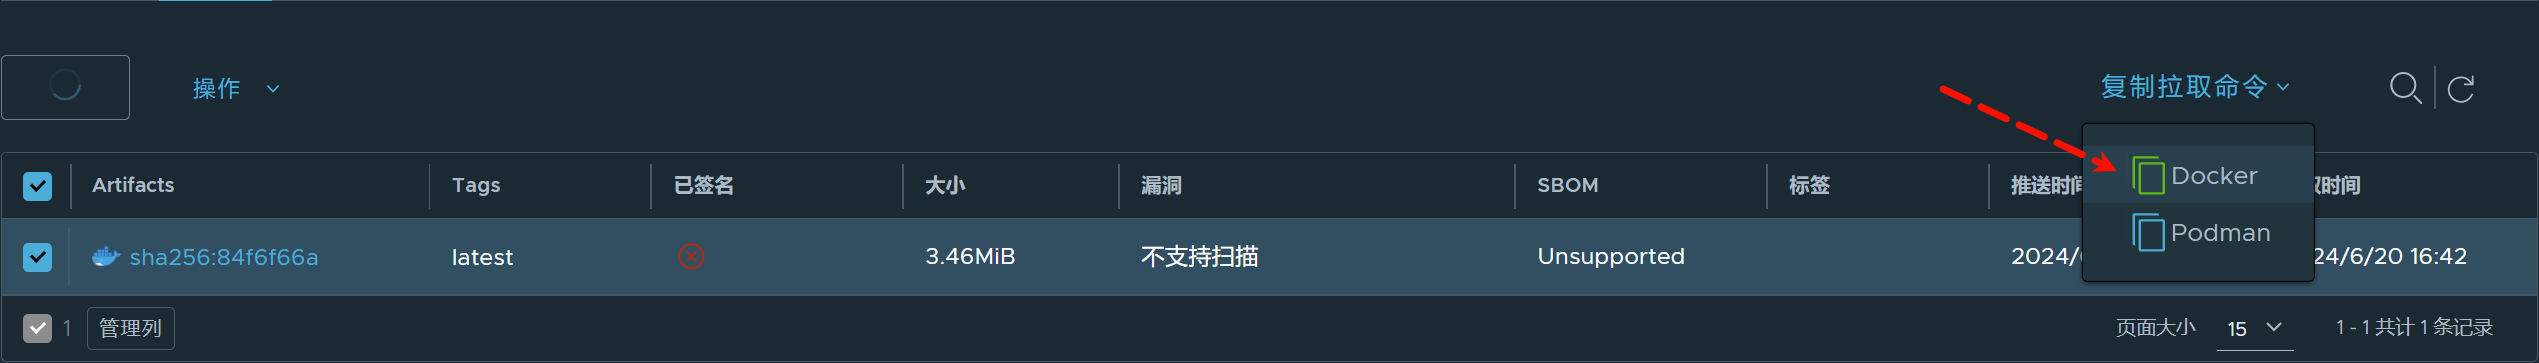 操作
复制拉取命令
Docker
Podman
Artifacts Tags 已签名 大小 漏洞 SBOM 标签 推送时间 时间
sha256:84f6f66a latest 3.46MiB 不支持扫描 Unsupported 2024/ 24/6/20 16:42
1 管理列 页面大小 15 1 - 1 共计 1 条记录